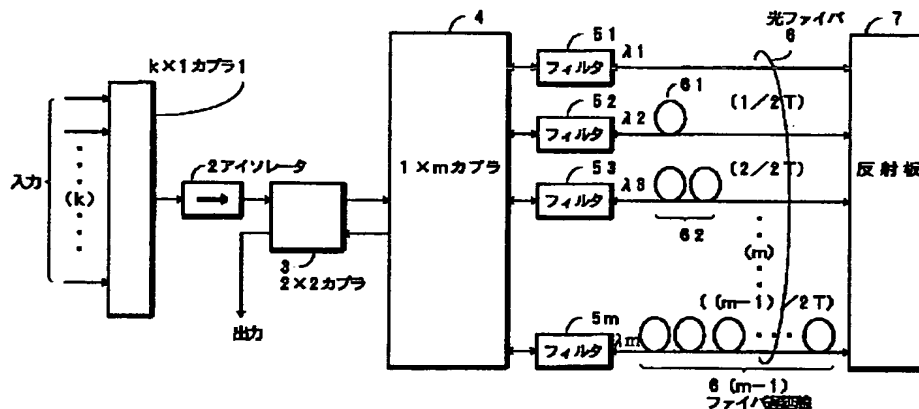 4
光ファイバ
6
7
k×1カプラ1
51
λ1
フィルタ
61
52
λ2
(1/2T)
フィルタ
入力
(k)
2アイソレータ
1×mカプラ
53
λ3
(2/2T)
フィルタ
反射板
62
(m)
3
2×2カプラ
出力
5m
λm
((m-1)/2T)
フィルタ
6(m-1)
ファイバ遅延線